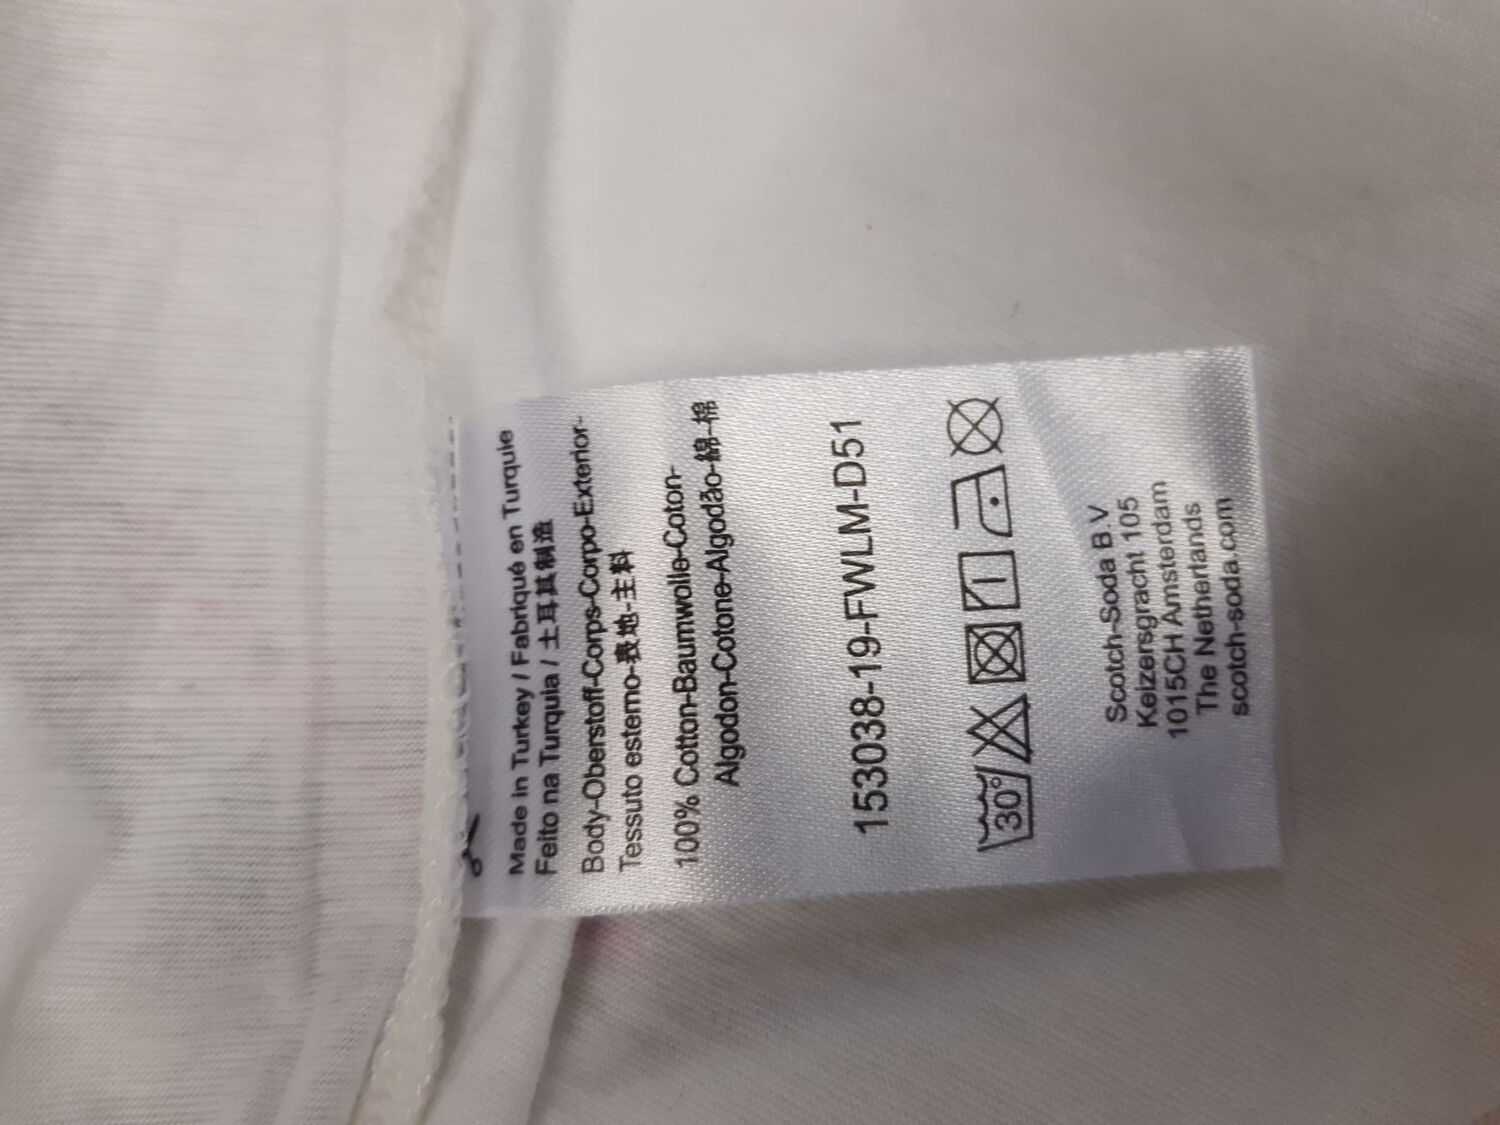 Made in Turkey / Fabriqué en Turquie
Feito na Turquia / 土耳其制造
Body-Oberstoff-Corps-Corpo-Exterior-
Tessuto esterno-表地-主料
100% Cotton-Baumwolle-Coton-
Algodon-Cotone-Algodão-綿-棉
153038-19-FWLM-D51
30°
Scotch-Soda B.V
Keizersgracht 105
1015CH Amsterdam
The Netherlands
scotch-soda.com